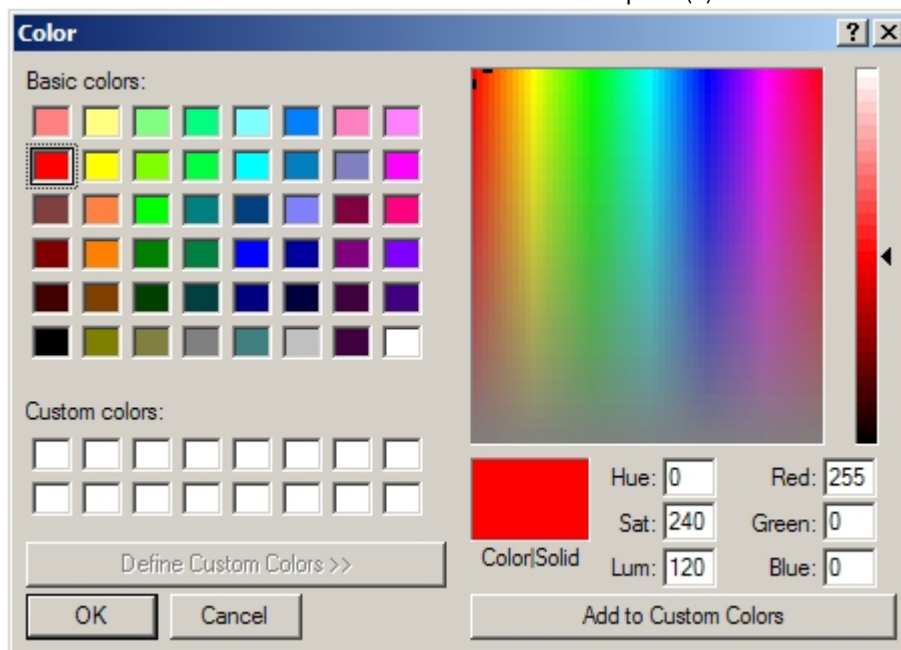 Color
Basic colors:
Custom colors:
Define Custom Colors >>
OK Cancel
Color|Solid
Hue: 0 Red: 255
Sat: 240 Green: 0
Lum: 120 Blue: 0
Add to Custom Colors